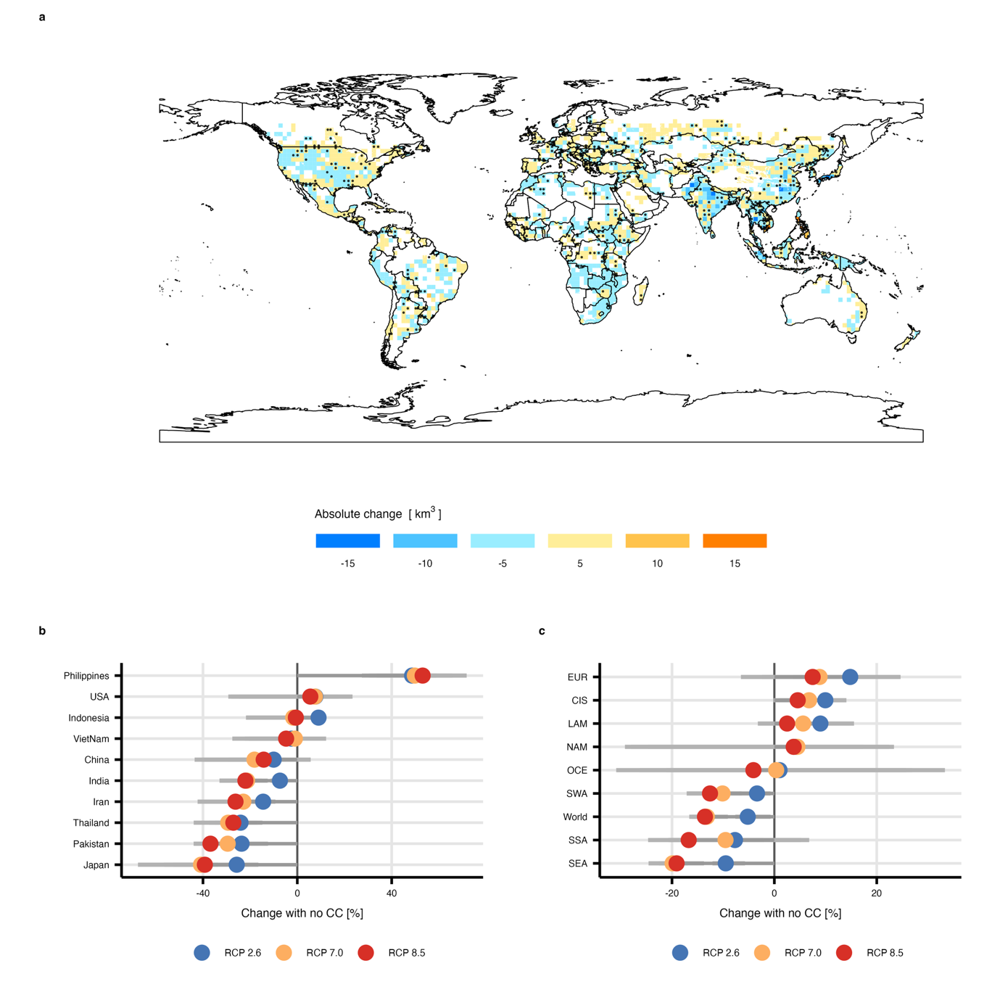 a
Absolute change [ km3 ]
-15 -10 -5 5 10 15
b
Philippines
USA
Indonesia
VietNam
China
India
Iran
Thailand
Pakistan
Japan
-40 0 40
Change with no CC [%]
RCP 2.6 RCP 7.0 RCP 8.5
c
EUR
CIS
LAM
NAM
OCE
SWA
World
SSA
SEA
-20 0 20
Change with no CC [%]
RCP 2.6 RCP 7.0 RCP 8.5